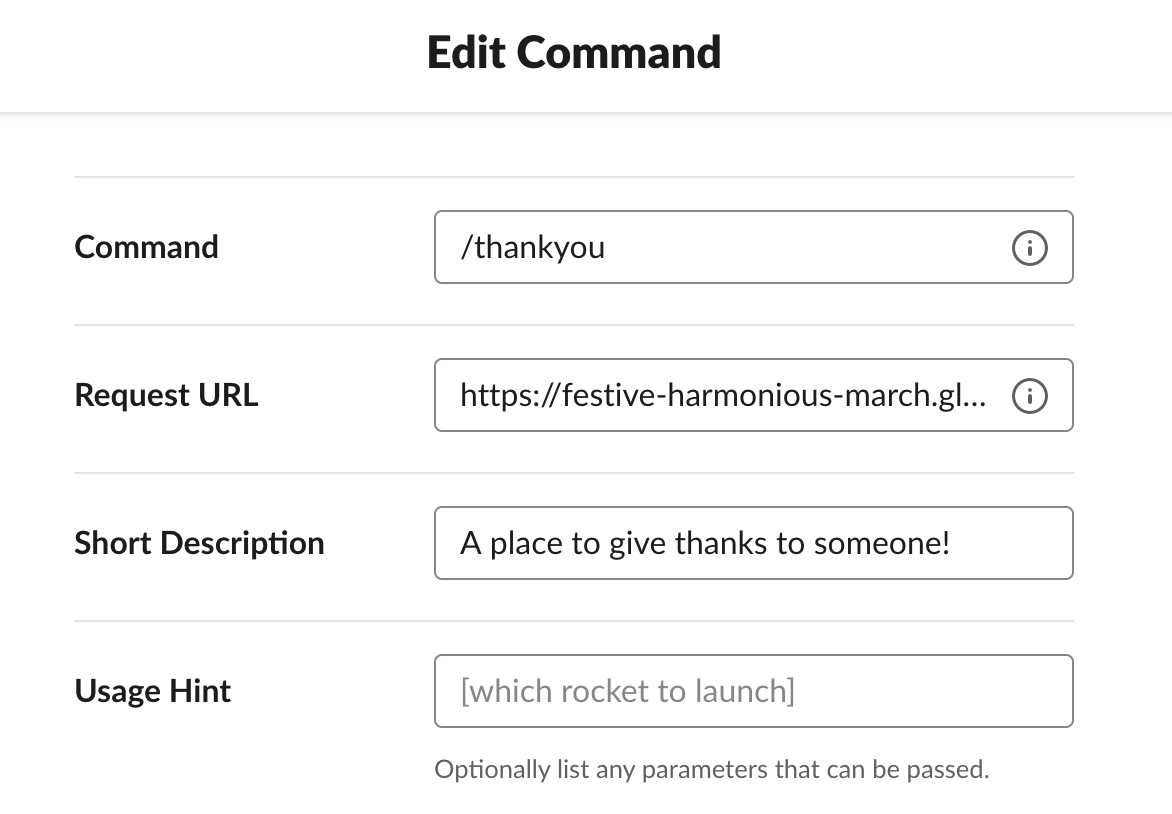 Edit Command
Command
/thankyou
Request URL
https://festive-harmonious-march.gl...
Short Description
A place to give thanks to someone!
Usage Hint
[which rocket to launch]
Optionally list any parameters that can be passed.